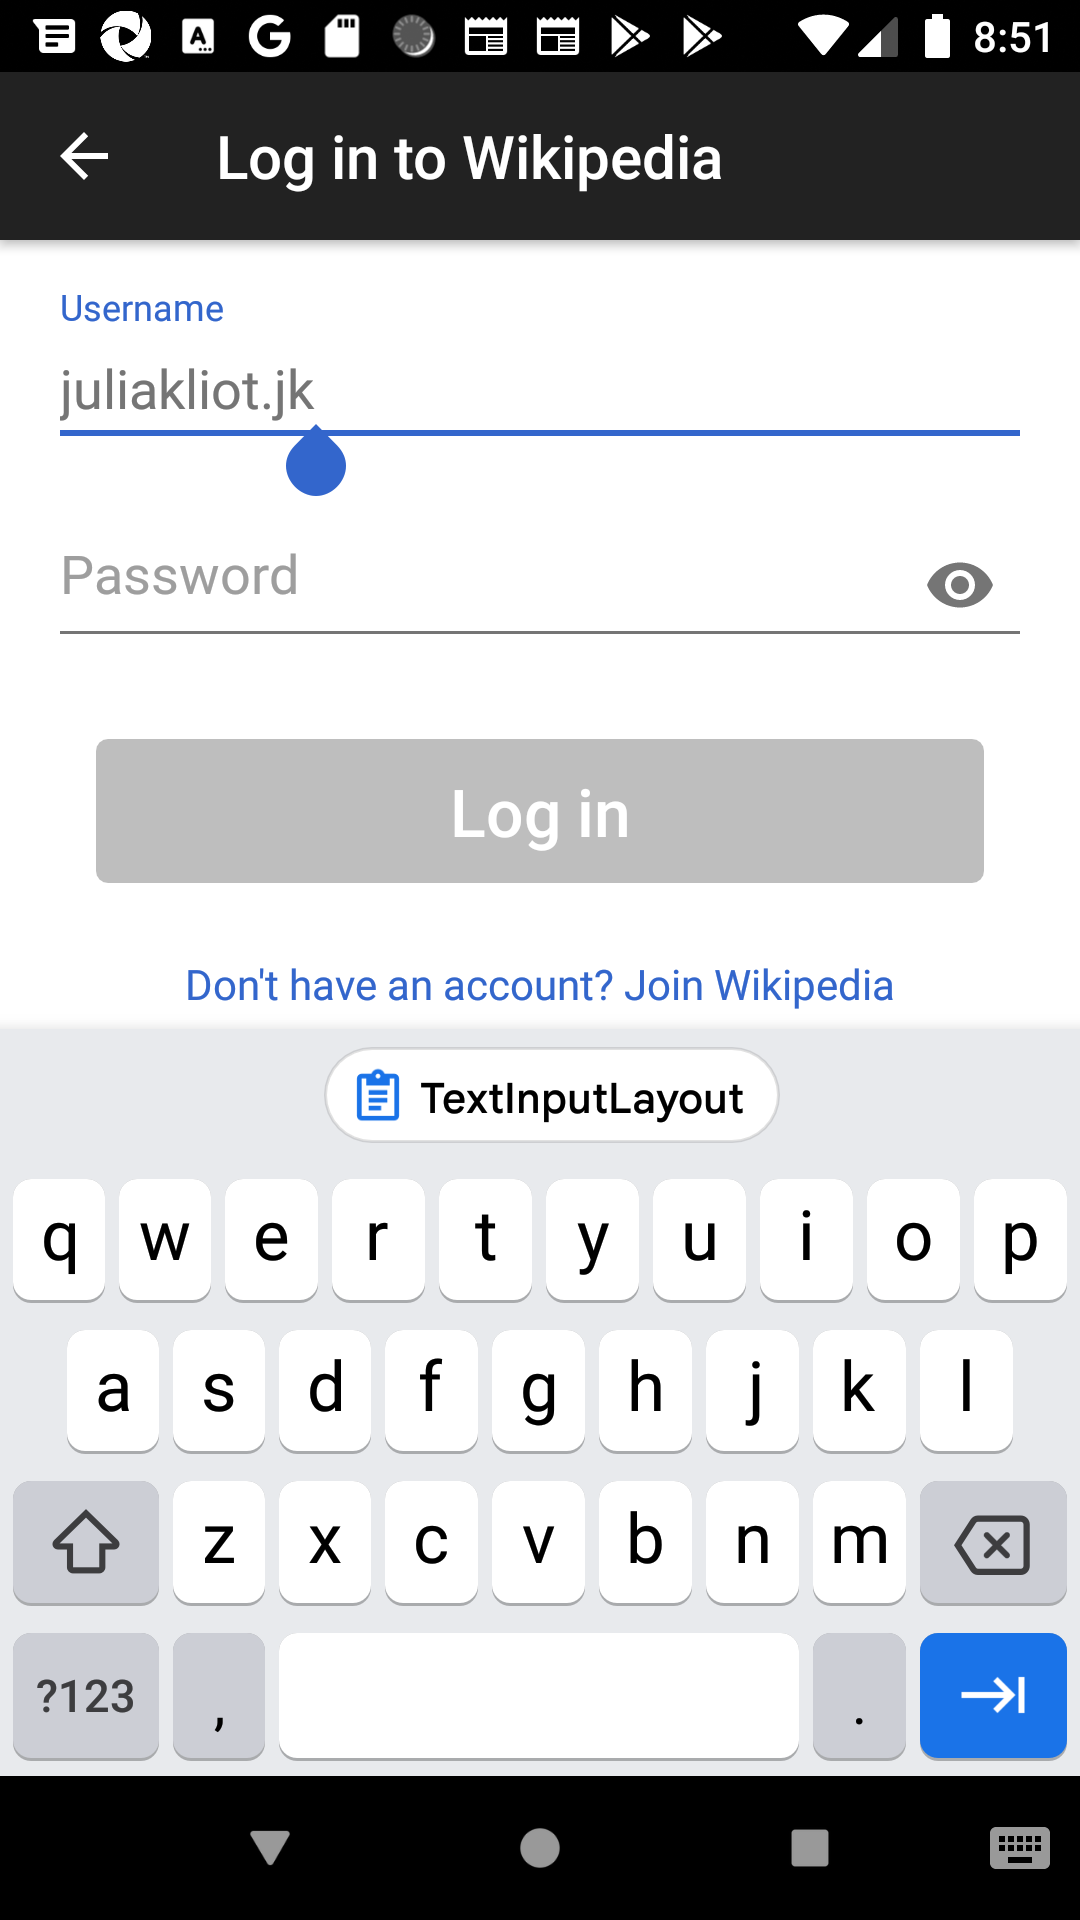 8:51
Log in to Wikipedia
Username
juliakliot.jk
Password
Log in
Don't have an account? Join Wikipedia
TextInputLayout
q w e r t y u i o p
a s d f g h j k l
z x c v b n m
?123 , .